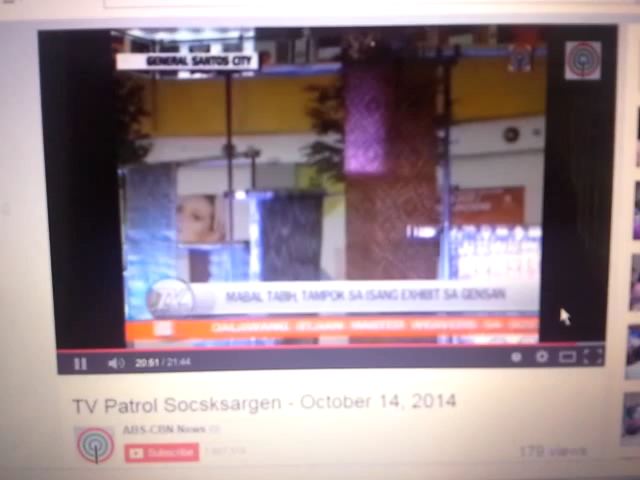 GENERAL SANTOS CITY
MABAL TABIH, TAMPOK SA ISANG EXHIBIT SA GENSAN
DALAWANG
20:51 / 21:44
TV Patrol Socsksargen - October 14, 2014
ABS-CBN News
Subscribe
179 views